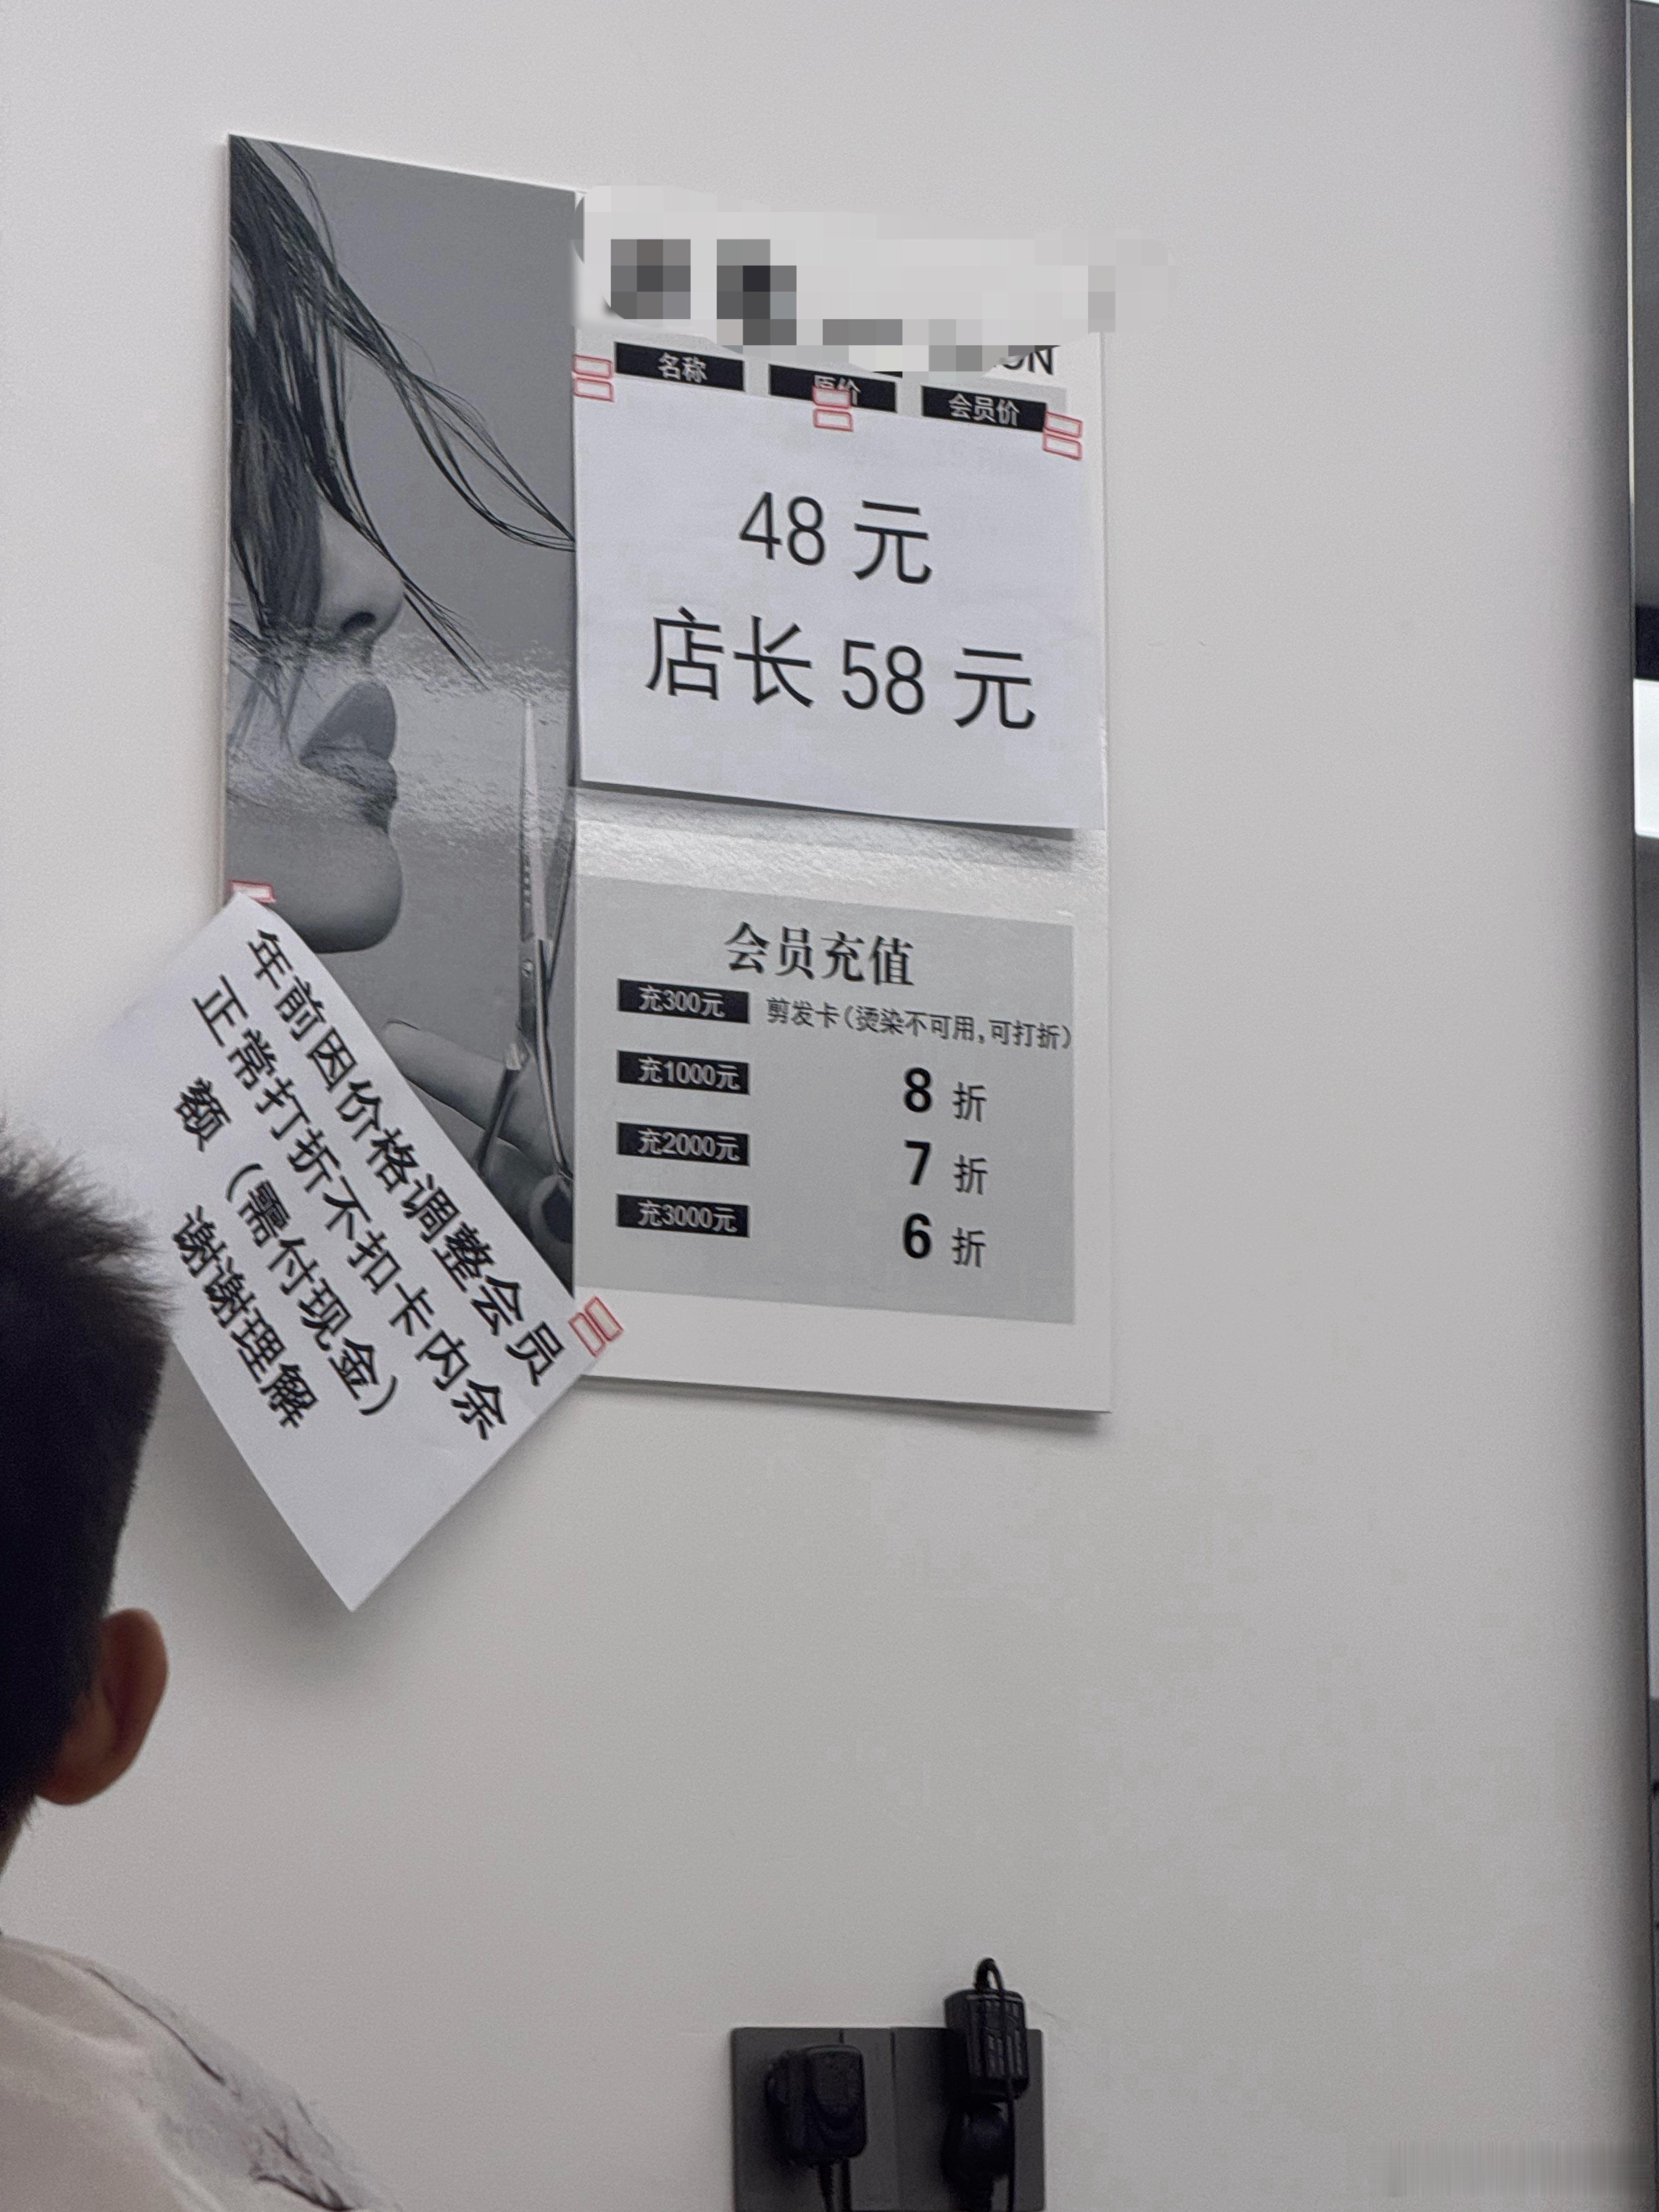 名称 原价 会员价
48 元
店长 58 元
会员充值
充300元 剪发卡(烫染不可用,可打折)
充1000元 8 折
充2000元 7 折
充3000元 6 折
年前因价格调整会员
正常打折不扣卡内余
额（需付现金）
谢谢理解